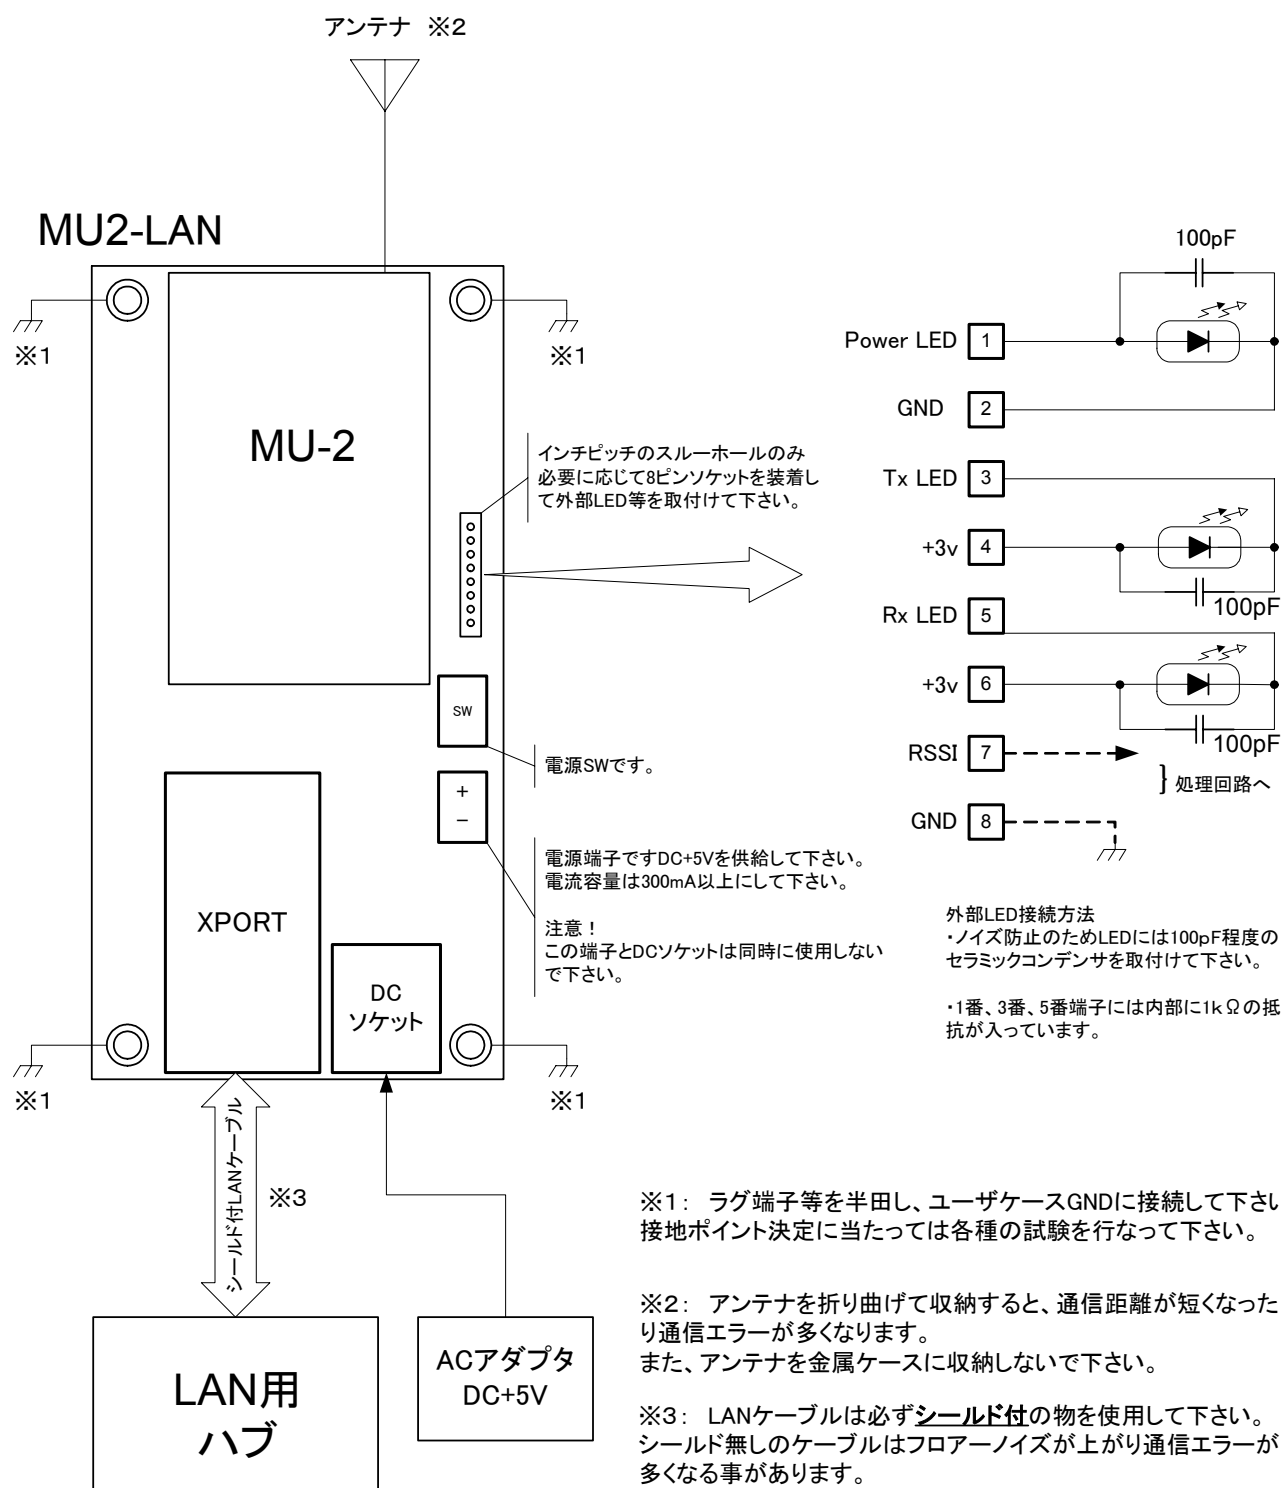 アンテナ ※2
MU2-LAN
※1
※1
MU-2
インチピッチのスルーホールのみ
必要に応じて8ピンソケットを装着し
て外部LED等を取付けて下さい。
SW
電源SWです。
+
−
電源端子ですDC+5Vを供給して下さい。
電流容量は300mA以上にして下さい。
注意！
この端子とDCソケットは同時に使用しない
で下さい。
XPORT
DC
ソケット
※1
※1
シールド付LANケーブル
※3
LAN用
ハブ
ACアダプタ
DC+5V
100pF
Power LED 1
GND 2
Tx LED 3
+3v 4
100pF
Rx LED 5
+3v 6
100pF
RSSI 7
} 処理回路へ
GND 8
外部LED接続方法
・ノイズ防止のためLEDには100pF程度の
セラミックコンデンサを取付けて下さい。
・1番、3番、5番端子には内部に1kΩの抵
抗が入っています。
※1： ラグ端子等を半田し、ユーザケースGNDに接続して下さい
接地ポイント決定に当たっては各種の試験を行なって下さい。
※2： アンテナを折り曲げて収納すると、通信距離が短くなった
り通信エラーが多くなります。
また、アンテナを金属ケースに収納しないで下さい。
※3： LANケーブルは必ずシールド付の物を使用して下さい。
シールド無しのケーブルはフロアーノイズが上がり通信エラーが
多くなる事があります。